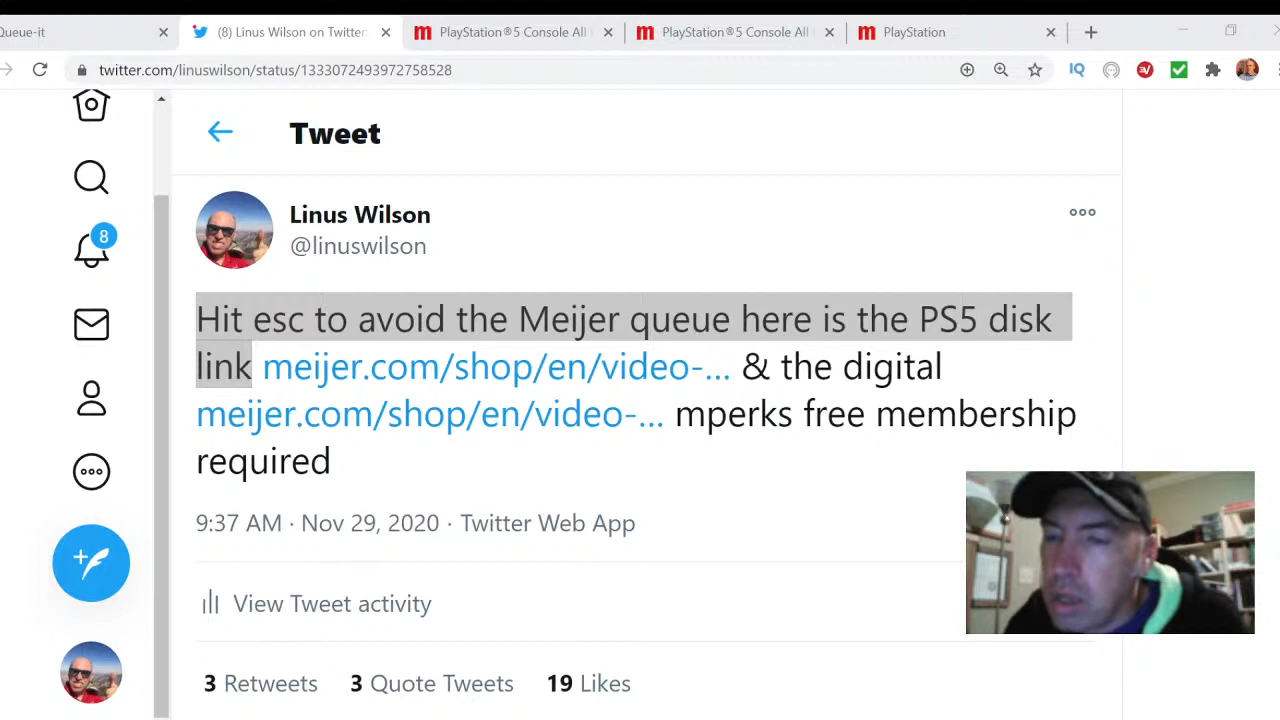 Queue-it
(8) Linus Wilson on Twitter
PlayStation®5 Console All
PlayStation®5 Console All
PlayStation
twitter.com/linuswilson/status/1333072493972758528
IQ
Tweet
Linus Wilson
@linuswilson
8
Hit esc to avoid the Meijer queue here is the PS5 disk
link meijer.com/shop/en/video-... & the digital
meijer.com/shop/en/video-... mperks free membership
required
9:37 AM · Nov 29, 2020 · Twitter Web App
View Tweet activity
3 Retweets 3 Quote Tweets 19 Likes